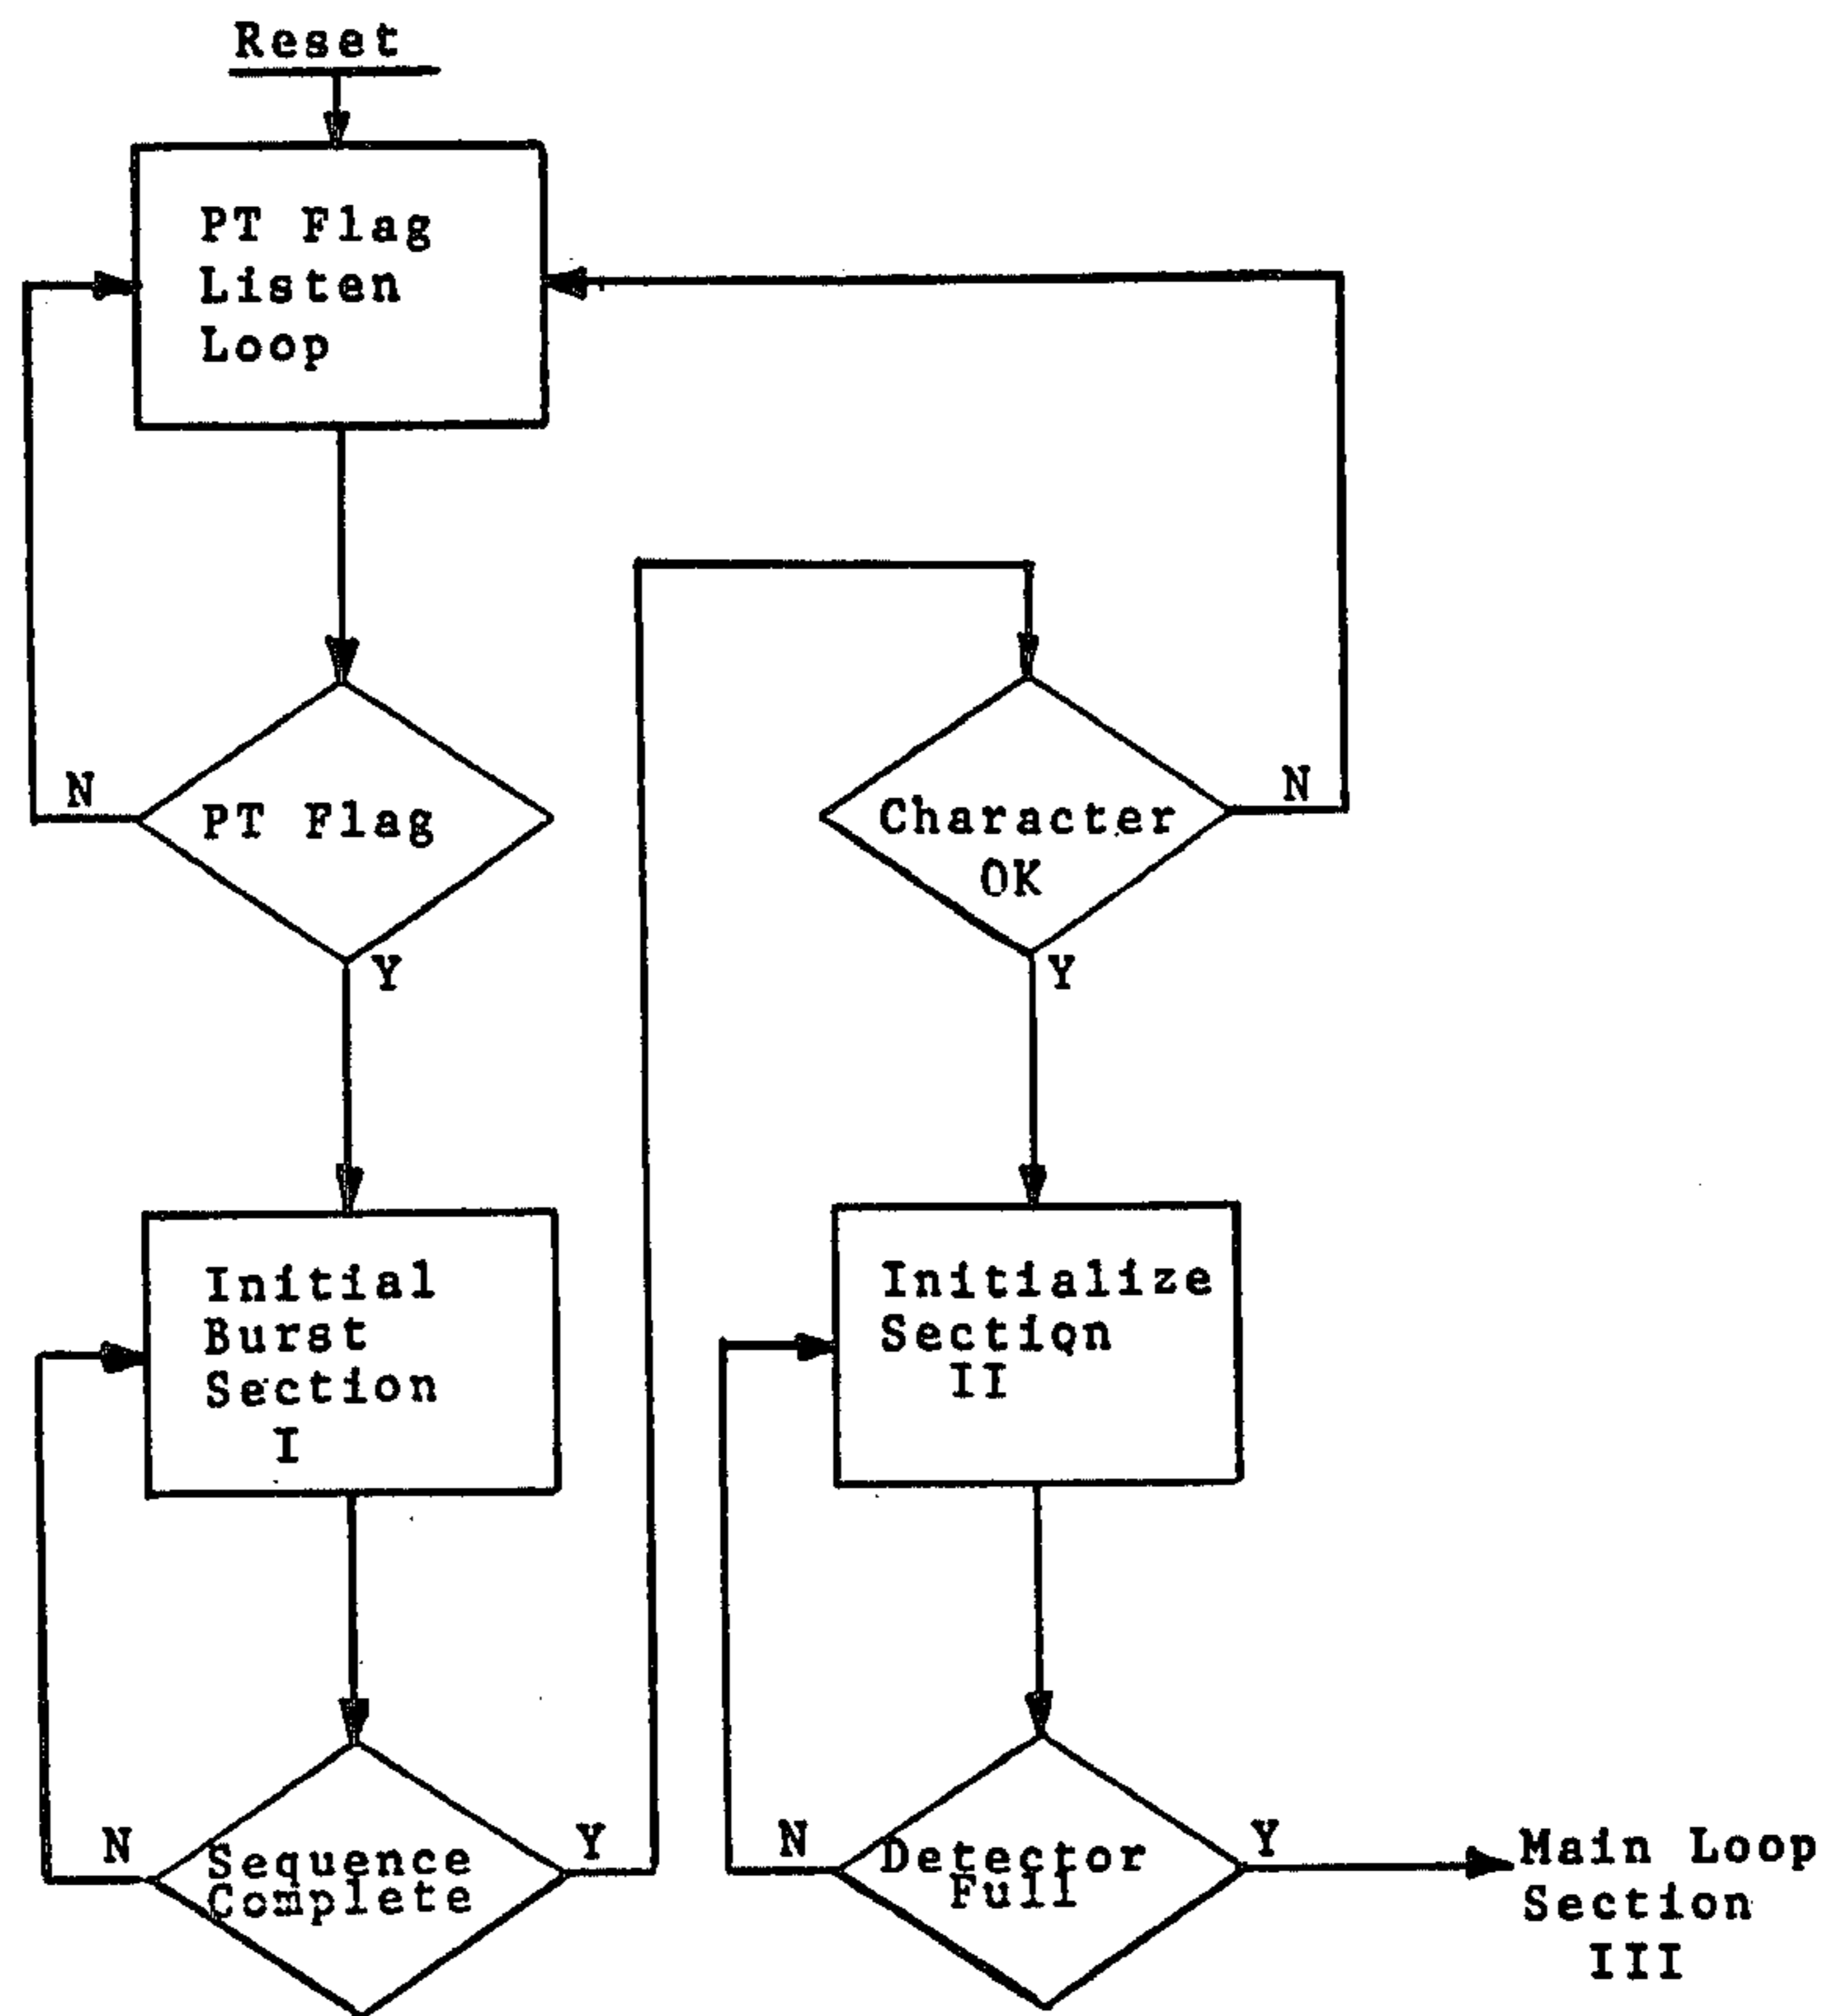 Reset
PT Flag
Listen
Loop
N
PT Flag
Y
Initial
Burst
Section
I
N
Sequence
Complete
Y
Character
OK
N
Y
Initialize
Section
II
N
Detector
Full
Y
Main Loop
Section
III